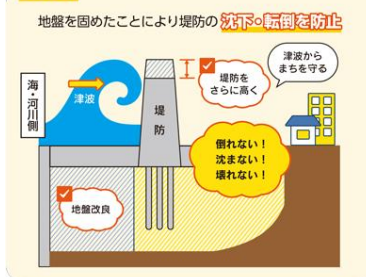 地盤を固めたことにより堤防の 沈下・転倒を防止
海・河川側
津波
堤防
堤防を
さらに高く
津波から
まちを守る
倒れない！
沈まない！
壊れない！
地盤改良